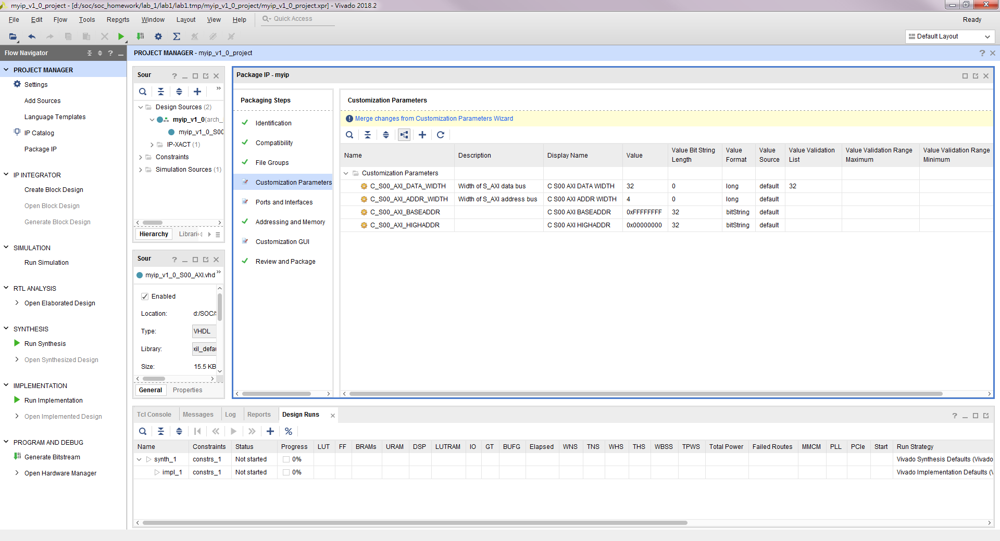 myip_v1_0_project - [d:/soc/soc_homework/lab_1/lab1/lab1.tmp/myip_v1_0_project/myip_v1_0_project.xpr] - Vivado 2018.2
File Edit Flow Tools Reports Window Layout View Help Quick Access Ready
Default Layout
Flow Navigator
PROJECT MANAGER
Settings
Add Sources
Language Templates
IP Catalog
Package IP
IP INTEGRATOR
Create Block Design
Open Block Design
Generate Block Design
SIMULATION
Run Simulation
RTL ANALYSIS
Open Elaborated Design
SYNTHESIS
Run Synthesis
Open Synthesized Design
IMPLEMENTATION
Run Implementation
Open Implemented Design
PROGRAM AND DEBUG
Generate Bitstream
Open Hardware Manager
PROJECT MANAGER - myip_v1_0_project
Sour
Design Sources (2)
myip_v1_0(arch_
myip_v1_0_S00
IP-XACT (1)
Constraints
Simulation Sources (1)
Hierarchy Librari
Sour
myip_v1_0_S00_AXI.vhd
Enabled
Location: d:/SOC/
Type: VHDL
Library: xil_defau
Size: 15.5 KB
General Properties
Package IP - myip
Packaging Steps
Identification
Compatibility
File Groups
Customization Parameters
Ports and Interfaces
Addressing and Memory
Customization GUI
Review and Package
Customization Parameters
Merge changes from Customization Parameters Wizard
Name Description Display Name Value Value Bit String Length Value Format Value Source Value Validation List Value Validation Range Maximum Value Validation Range Minimum
Customization Parameters
C_S00_AXI_DATA_WIDTH Width of S_AXI data bus C S00 AXI DATA WIDTH 32 0 long default 32
C_S00_AXI_ADDR_WIDTH Width of S_AXI address bus C S00 AXI ADDR WIDTH 4 0 long default
C_S00_AXI_BASEADDR C S00 AXI BASEADDR 0xFFFFFFFF 32 bitString default
C_S00_AXI_HIGHADDR C S00 AXI HIGHADDR 0x00000000 32 bitString default
Tcl Console Messages Log Reports Design Runs
Name Constraints Status Progress LUT FF BRAMs URAM DSP LUTRAM IO GT BUFG Elapsed WNS TNS WHS THS WBSS TPWS Total Power Failed Routes MMCM PLL PCIe Start Run Strategy
synth_1 constrs_1 Not started 0% Vivado Synthesis Defaults (Vivado
impl_1 constrs_1 Not started 0% Vivado Implementation Defaults (